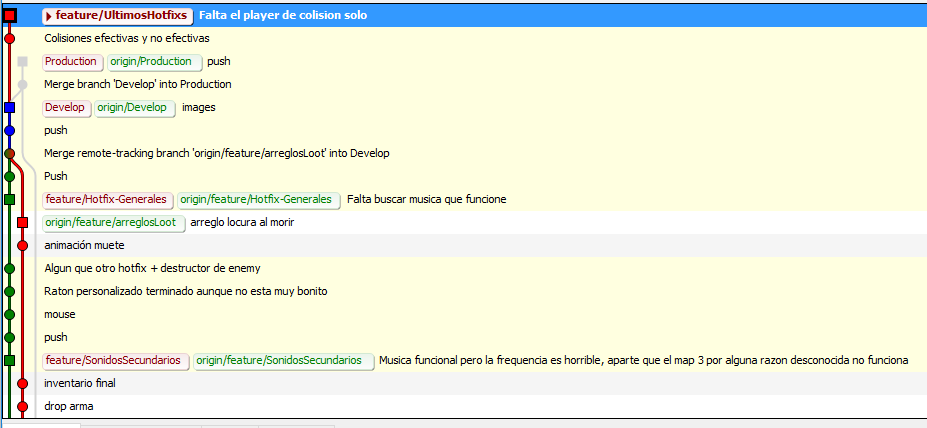 feature/UltimosHotfixs Falta el player de colision solo
Colisiones efectivas y no efectivas
Production origin/Production push
Merge branch 'Develop' into Production
Develop origin/Develop images
push
Merge remote-tracking branch 'origin/feature/arreglosLoot' into Develop
Push
feature/Hotfix-Generales origin/feature/Hotfix-Generales Falta buscar musica que funcione
origin/feature/arreglosLoot arreglo locura al morir
animación muete
Algun que otro hotfix + destructor de enemy
Raton personalizado terminado aunque no esta muy bonito
mouse
push
feature/SonidosSecundarios origin/feature/SonidosSecundarios Musica funcional pero la frequencia es horrible, aparte que el map 3 por alguna razon desconocida no funciona
inventario final
drop arma